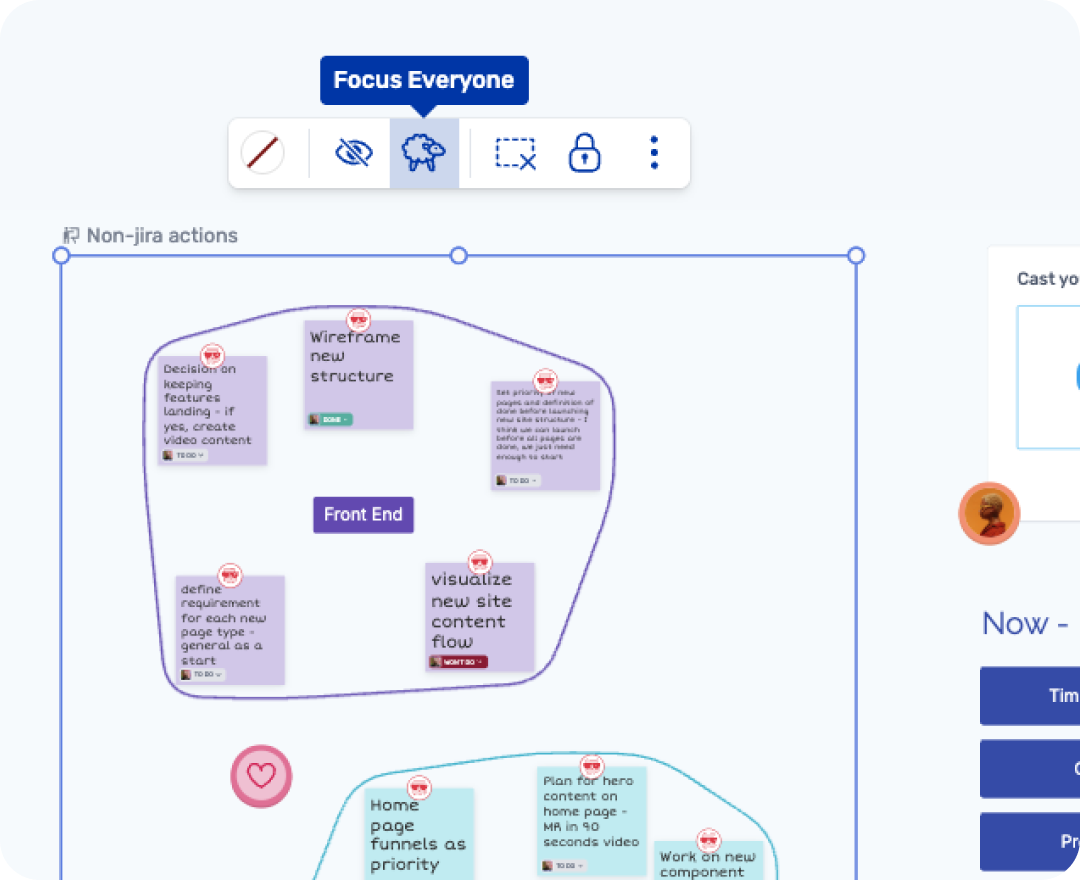 Focus Everyone
Non-jira actions
Wireframe
new
structure
DONE
Decision on
keeping
features
landing - if
yes, create
video content
TO DO
Set priority of new
pages and definition of
done before launching
new site structure - I
think we can launch
before all pages are
done, we just need
enough to start
TO DO
Front End
define
requirement
for each new
page type -
general as a
start
TO DO
visualize
new site
content
flow
WON'T DO
Home
page
funnels as
priority
Plan for hero
content on
home page -
MR in 90
seconds video
TO DO
Work on new
component
Cast yo
Now -
Tim
Pr